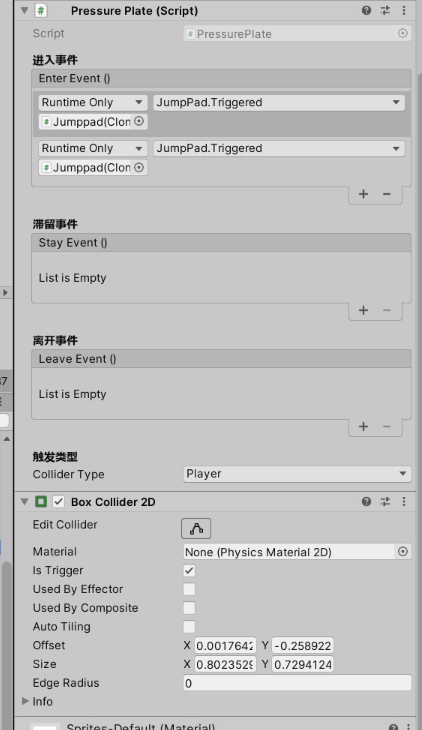 Pressure Plate (Script)
Script
PressurePlate
进入事件
Enter Event ()
Runtime Only
JumpPad.Triggered
Jumppad(Clon
Runtime Only
JumpPad.Triggered
Jumppad(Clon
+ −
滞留事件
Stay Event ()
List is Empty
+ −
离开事件
Leave Event ()
List is Empty
+ −
触发类型
Collider Type
Player
Box Collider 2D
Edit Collider
Material
None (Physics Material 2D)
Is Trigger
Used By Effector
Used By Composite
Auto Tiling
Offset X 0.0017642 Y -0.258922
Size X 0.8023529 Y 0.7294124
Edge Radius 0
Info
Sprites-Default (Material)